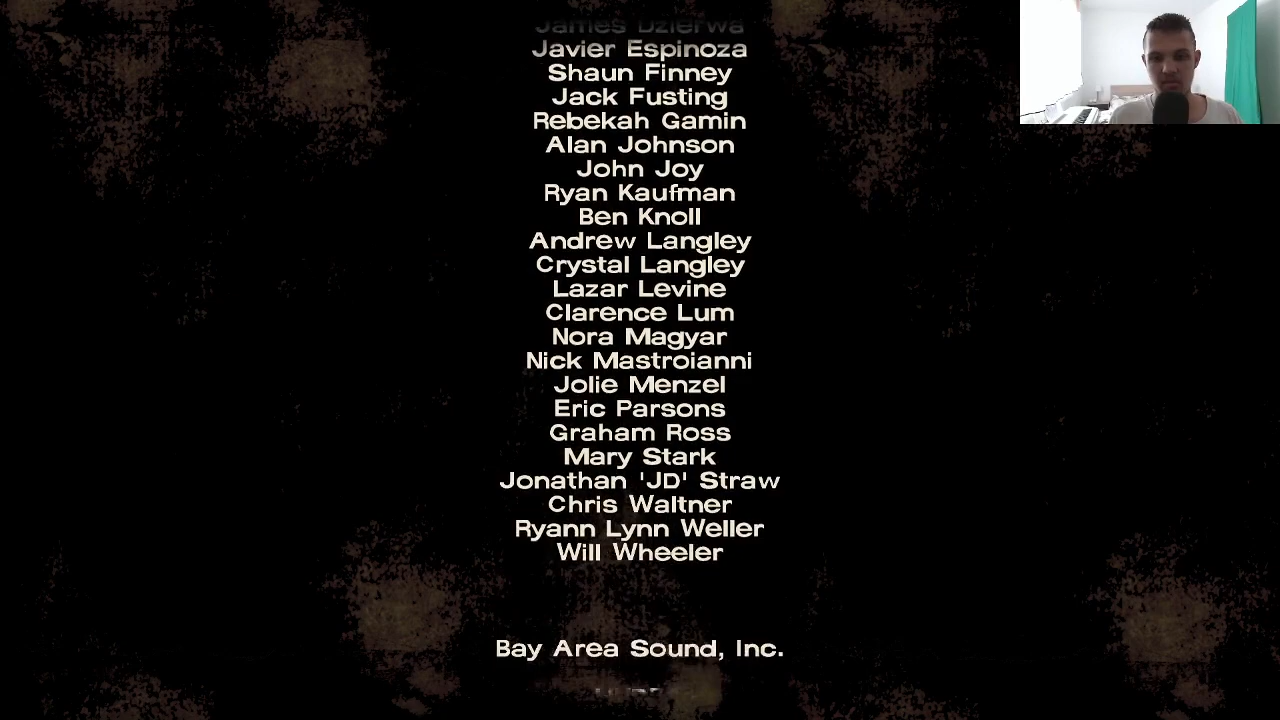 James Dzierwa
Javier Espinoza
Shaun Finney
Jack Fusting
Rebekah Gamin
Alan Johnson
John Joy
Ryan Kaufman
Ben Knoll
Andrew Langley
Crystal Langley
Lazar Levine
Clarence Lum
Nora Magyar
Nick Mastroianni
Jolie Menzel
Eric Parsons
Graham Ross
Mary Stark
Jonathan 'JD' Straw
Chris Waltner
Ryann Lynn Weller
Will Wheeler
Bay Area Sound, Inc.